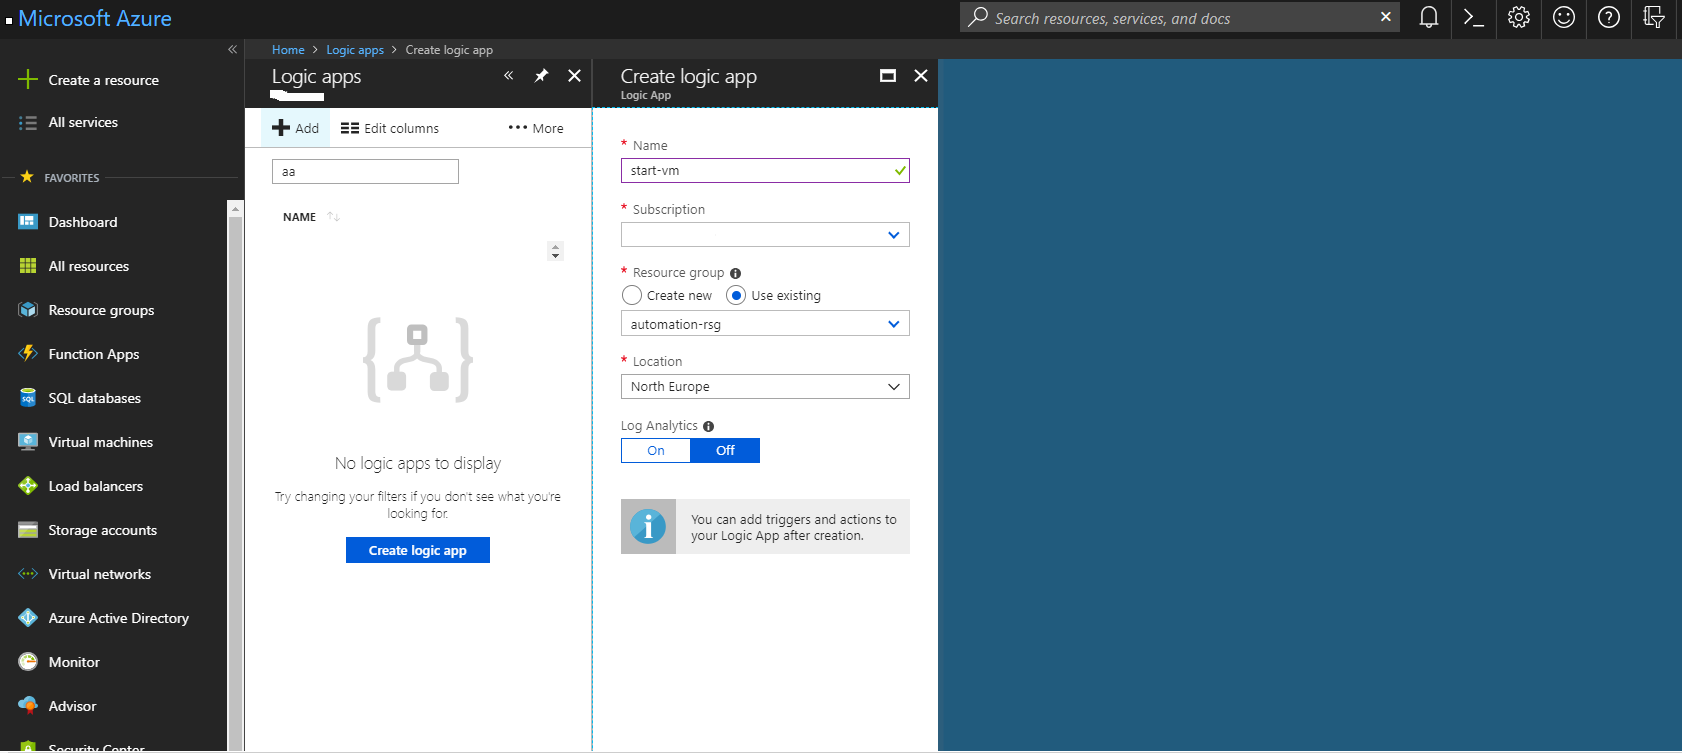 Microsoft Azure
Search resources, services, and docs
Home > Logic apps > Create logic app
Create a resource
All services
FAVORITES
Dashboard
All resources
Resource groups
Function Apps
SQL databases
Virtual machines
Load balancers
Storage accounts
Virtual networks
Azure Active Directory
Monitor
Advisor
Security Center
Logic apps
Add
Edit columns
••• More
aa
NAME
No logic apps to display
Try changing your filters if you don't see what you're
looking for.
Create logic app
Create logic app
Logic App
* Name
start-vm
* Subscription
* Resource group
Create new
Use existing
automation-rsg
* Location
North Europe
Log Analytics
On
Off
You can add triggers and actions to
your Logic App after creation.